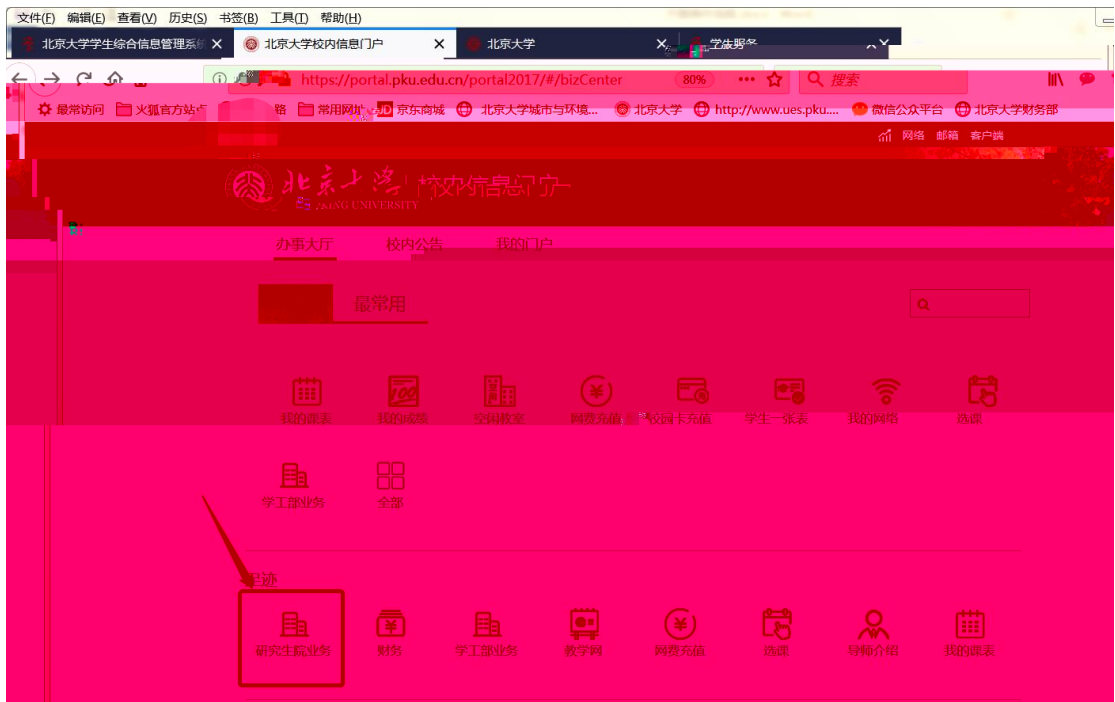 文件(F) 编辑(E) 查看(V) 历史(S) 书签(B) 工具(T) 帮助(H)
北京大学学生综合信息管理系统 北京大学校内信息门户 北京大学
https://portal.pku.edu.cn/portal2017/#/bizCenter 80% 搜索
最常访问 火狐官方站点 常用网址 京东商城 北京大学城市与环境... 北京大学 http://www.ues.pku.... 微信公众平台 北京大学财务部
网络 邮箱 客户端
北京大学 校内信息门户
UNIVERSITY
办事大厅 校内公告 我的门户
最常用
我的课表 我的成绩 空闲教室 网费充值 校园卡充值 学生一张表 我的网络 选课
学工部业务 全部
足迹
研究生院业务 财务 学工部业务 教学网 网费充值 选课 导师介绍 我的课表